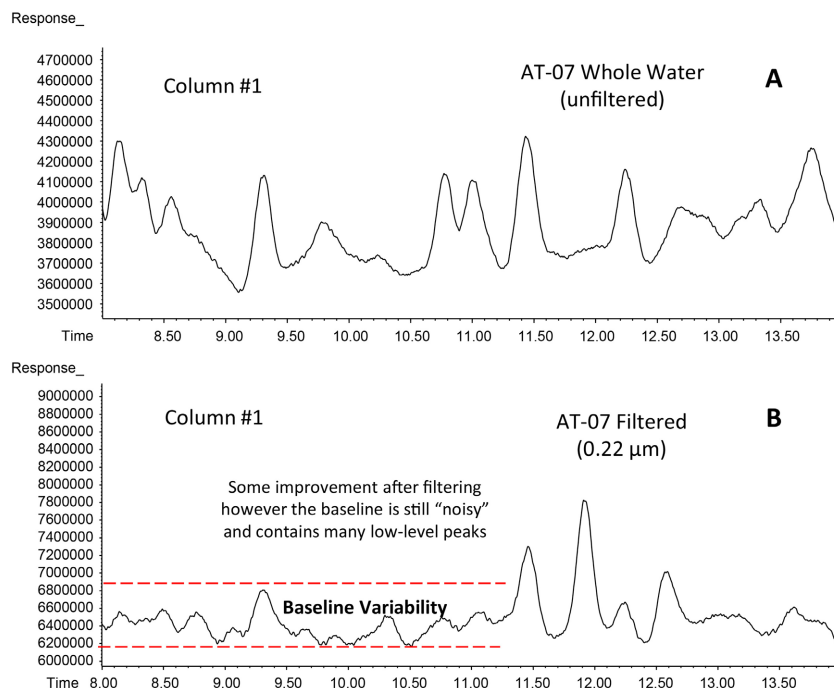 Response_
Column #1
AT-07 Whole Water
(unfiltered)
A
4700000
4600000
4500000
4400000
4300000
4200000
4100000
4000000
3900000
3800000
3700000
3600000
3500000
Time 8.50 9.00 9.50 10.00 10.50 11.00 11.50 12.00 12.50 13.00 13.50
Response_
Column #1
AT-07 Filtered
(0.22 µm)
B
9000000
8800000
8600000
8400000
8200000
8000000
7800000
7600000
7400000
7200000
7000000
6800000
6600000
6400000
6200000
6000000
Some improvement after filtering
however the baseline is still “noisy”
and contains many low-level peaks
Baseline Variability
Time 8.00 8.50 9.00 9.50 10.00 10.50 11.00 11.50 12.00 12.50 13.00 13.50